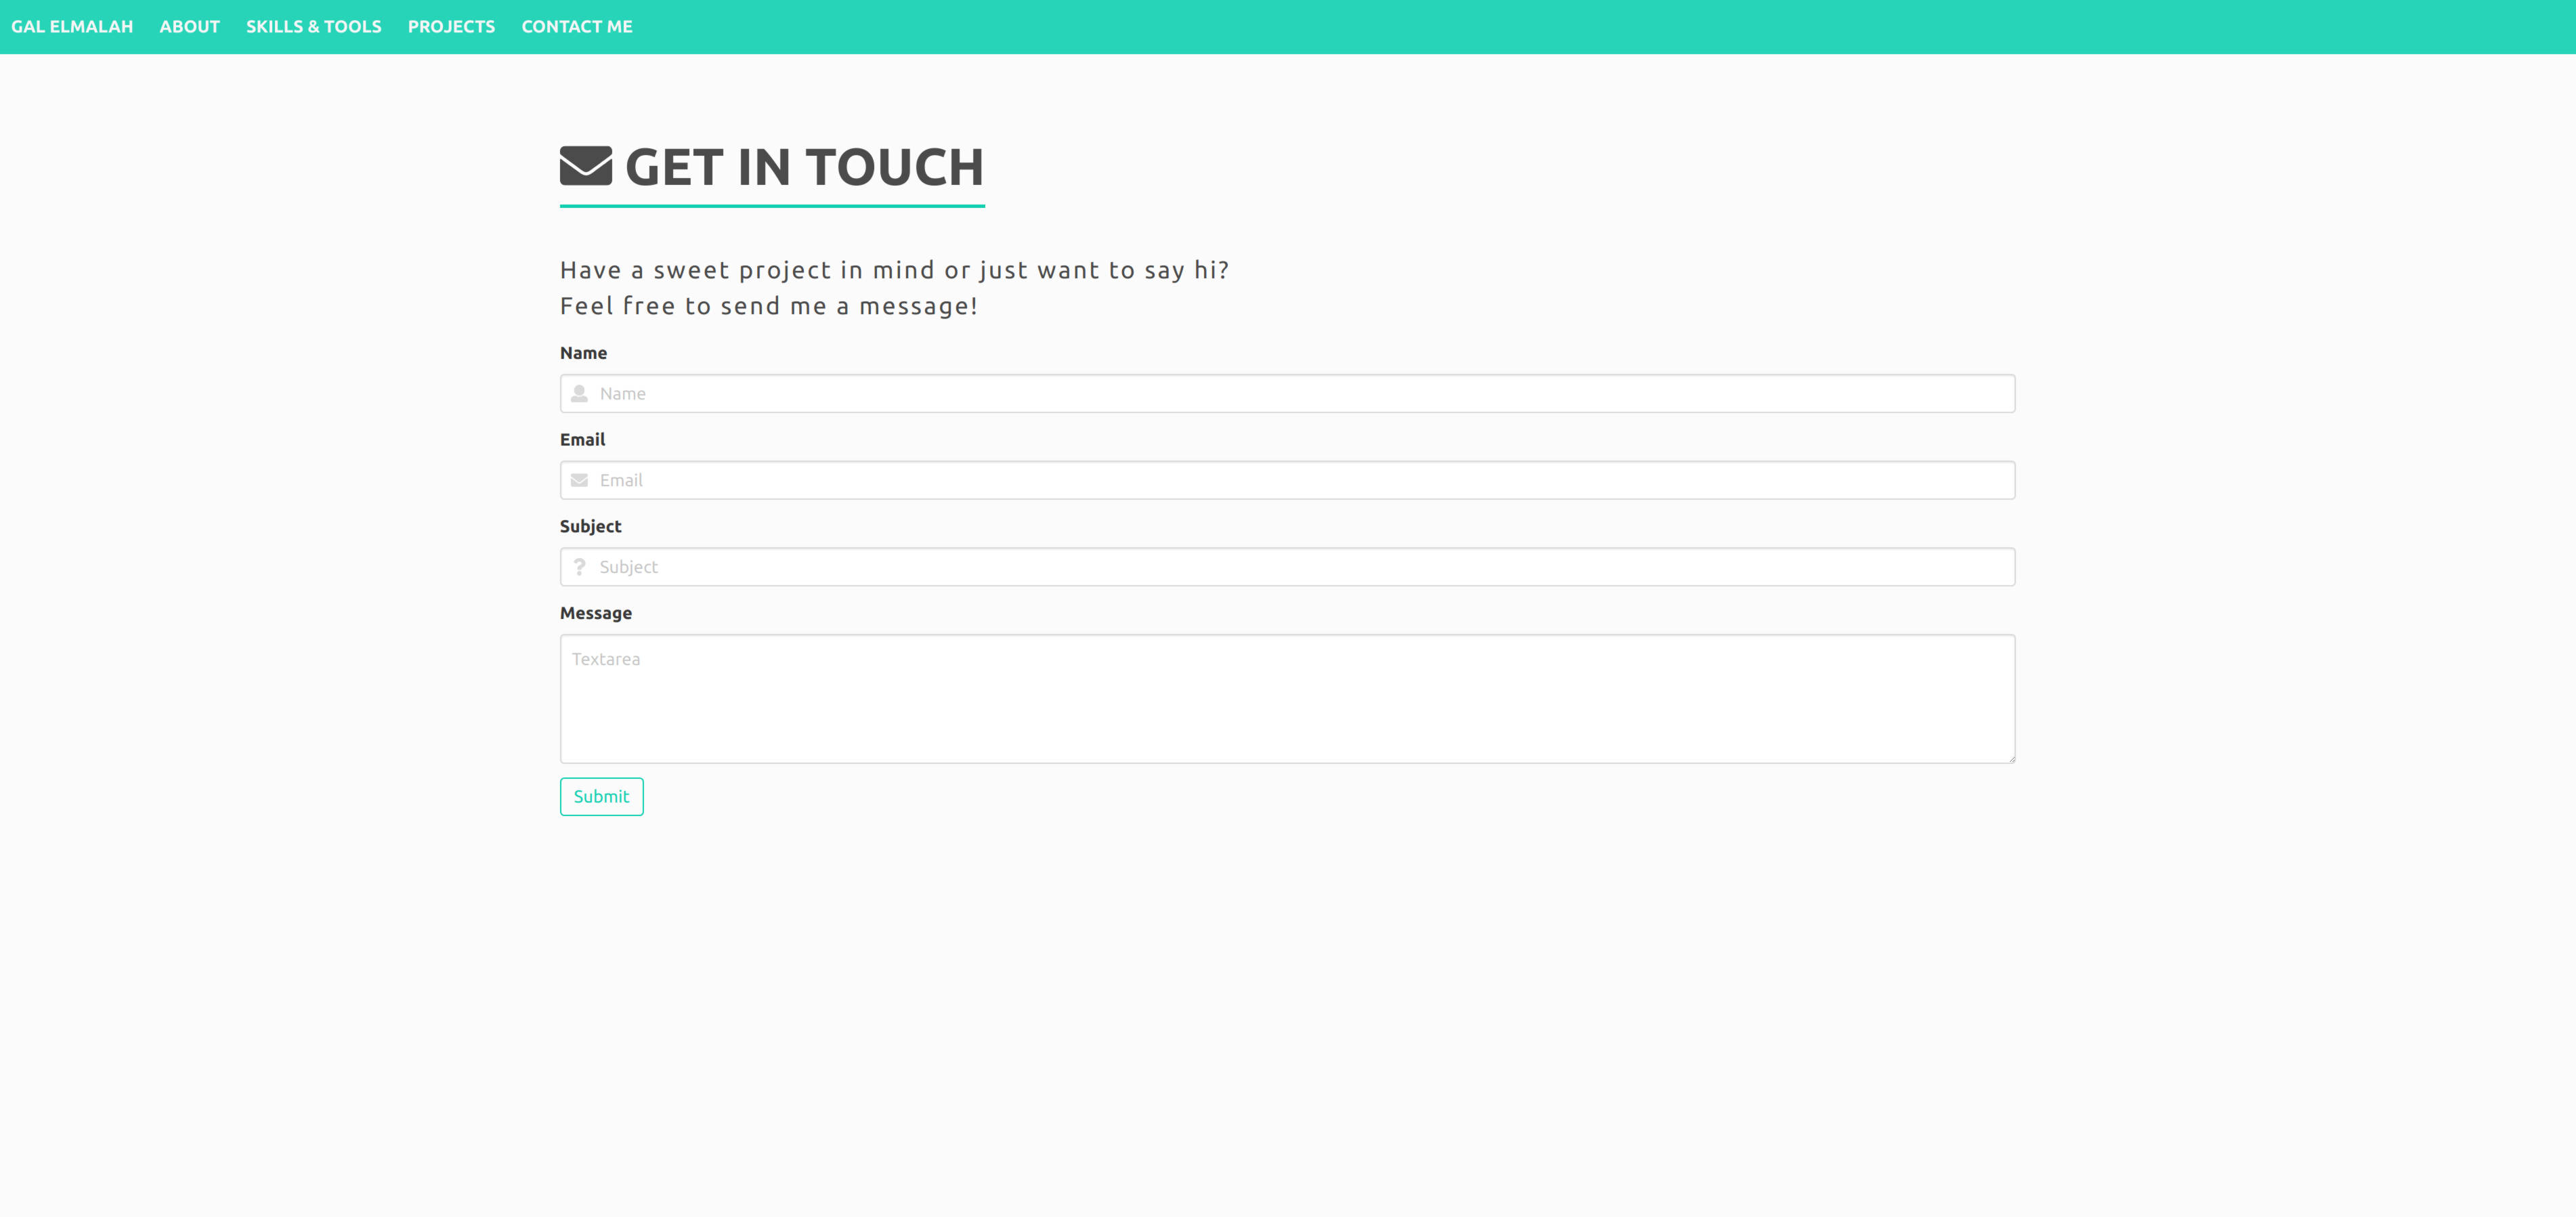 GAL ELMALAH ABOUT SKILLS & TOOLS PROJECTS CONTACT ME
GET IN TOUCH
Have a sweet project in mind or just want to say hi?
Feel free to send me a message!
Name
Name
Email
Email
Subject
Subject
Message
Textarea
Submit